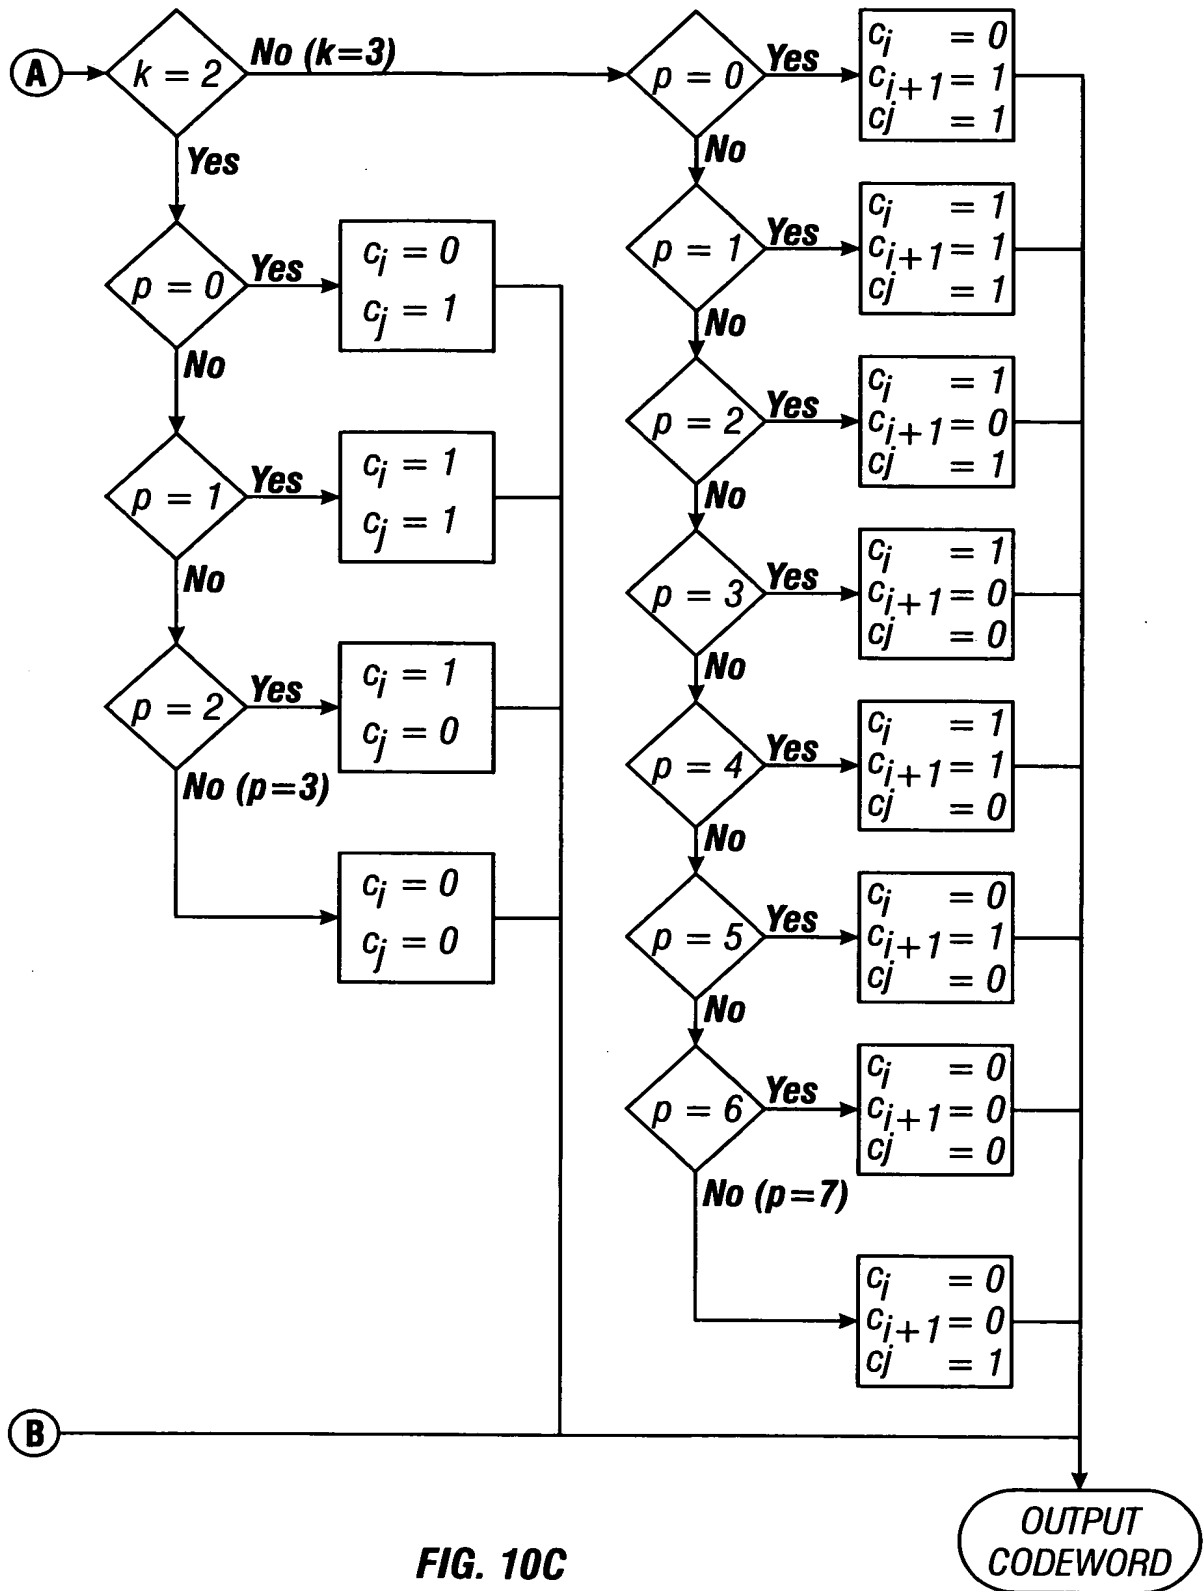 A
k = 2
No (k=3)
Yes
p = 0
Yes
c_i = 0
c_j = 1
No
p = 1
Yes
c_i = 1
c_j = 1
No
p = 2
Yes
c_i = 1
c_j = 0
No (p=3)
c_i = 0
c_j = 0
p = 0
Yes
c_i = 0
c_{i+1} = 1
c_j = 1
No
p = 1
Yes
c_i = 1
c_{i+1} = 1
c_j = 1
No
p = 2
Yes
c_i = 1
c_{i+1} = 0
c_j = 1
No
p = 3
Yes
c_i = 1
c_{i+1} = 0
c_j = 0
No
p = 4
Yes
c_i = 1
c_{i+1} = 1
c_j = 0
No
p = 5
Yes
c_i = 0
c_{i+1} = 1
c_j = 0
No
p = 6
Yes
c_i = 0
c_{i+1} = 0
c_j = 0
No (p=7)
c_i = 0
c_{i+1} = 0
c_j = 1
B
OUTPUT
CODEWORD
FIG. 10C